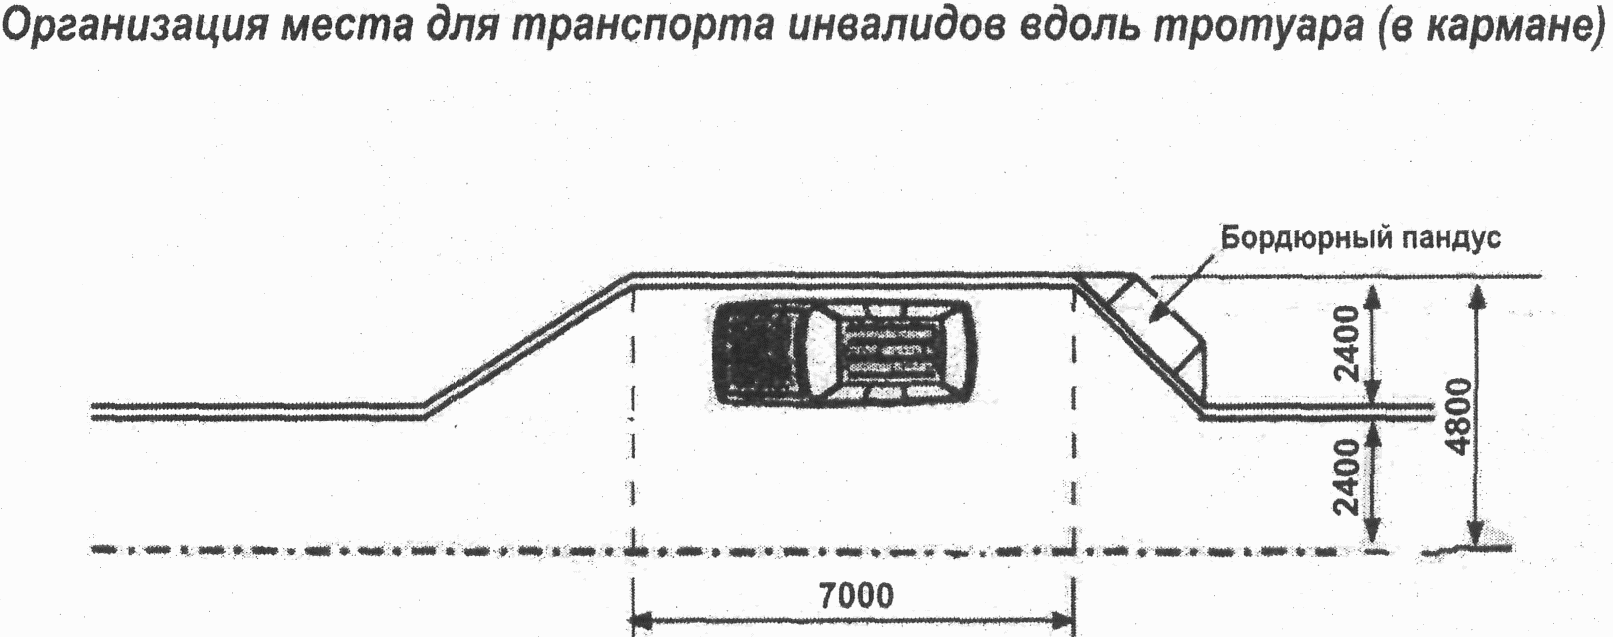 Организация места для транспорта инвалидов вдоль тротуара (в кармане)
Бордюрный пандус
2400
4800
2400
7000